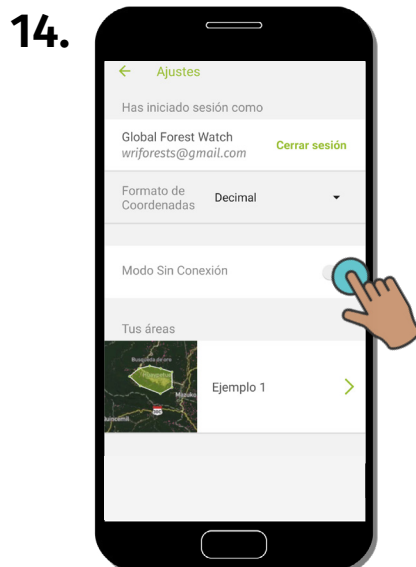 14.
Ajustes
Has iniciado sesión como
Global Forest Watch
wriforests@gmail.com
Cerrar sesión
Formato de
Coordenadas
Decimal
Modo Sin Conexión
Tus áreas
Ejemplo 1